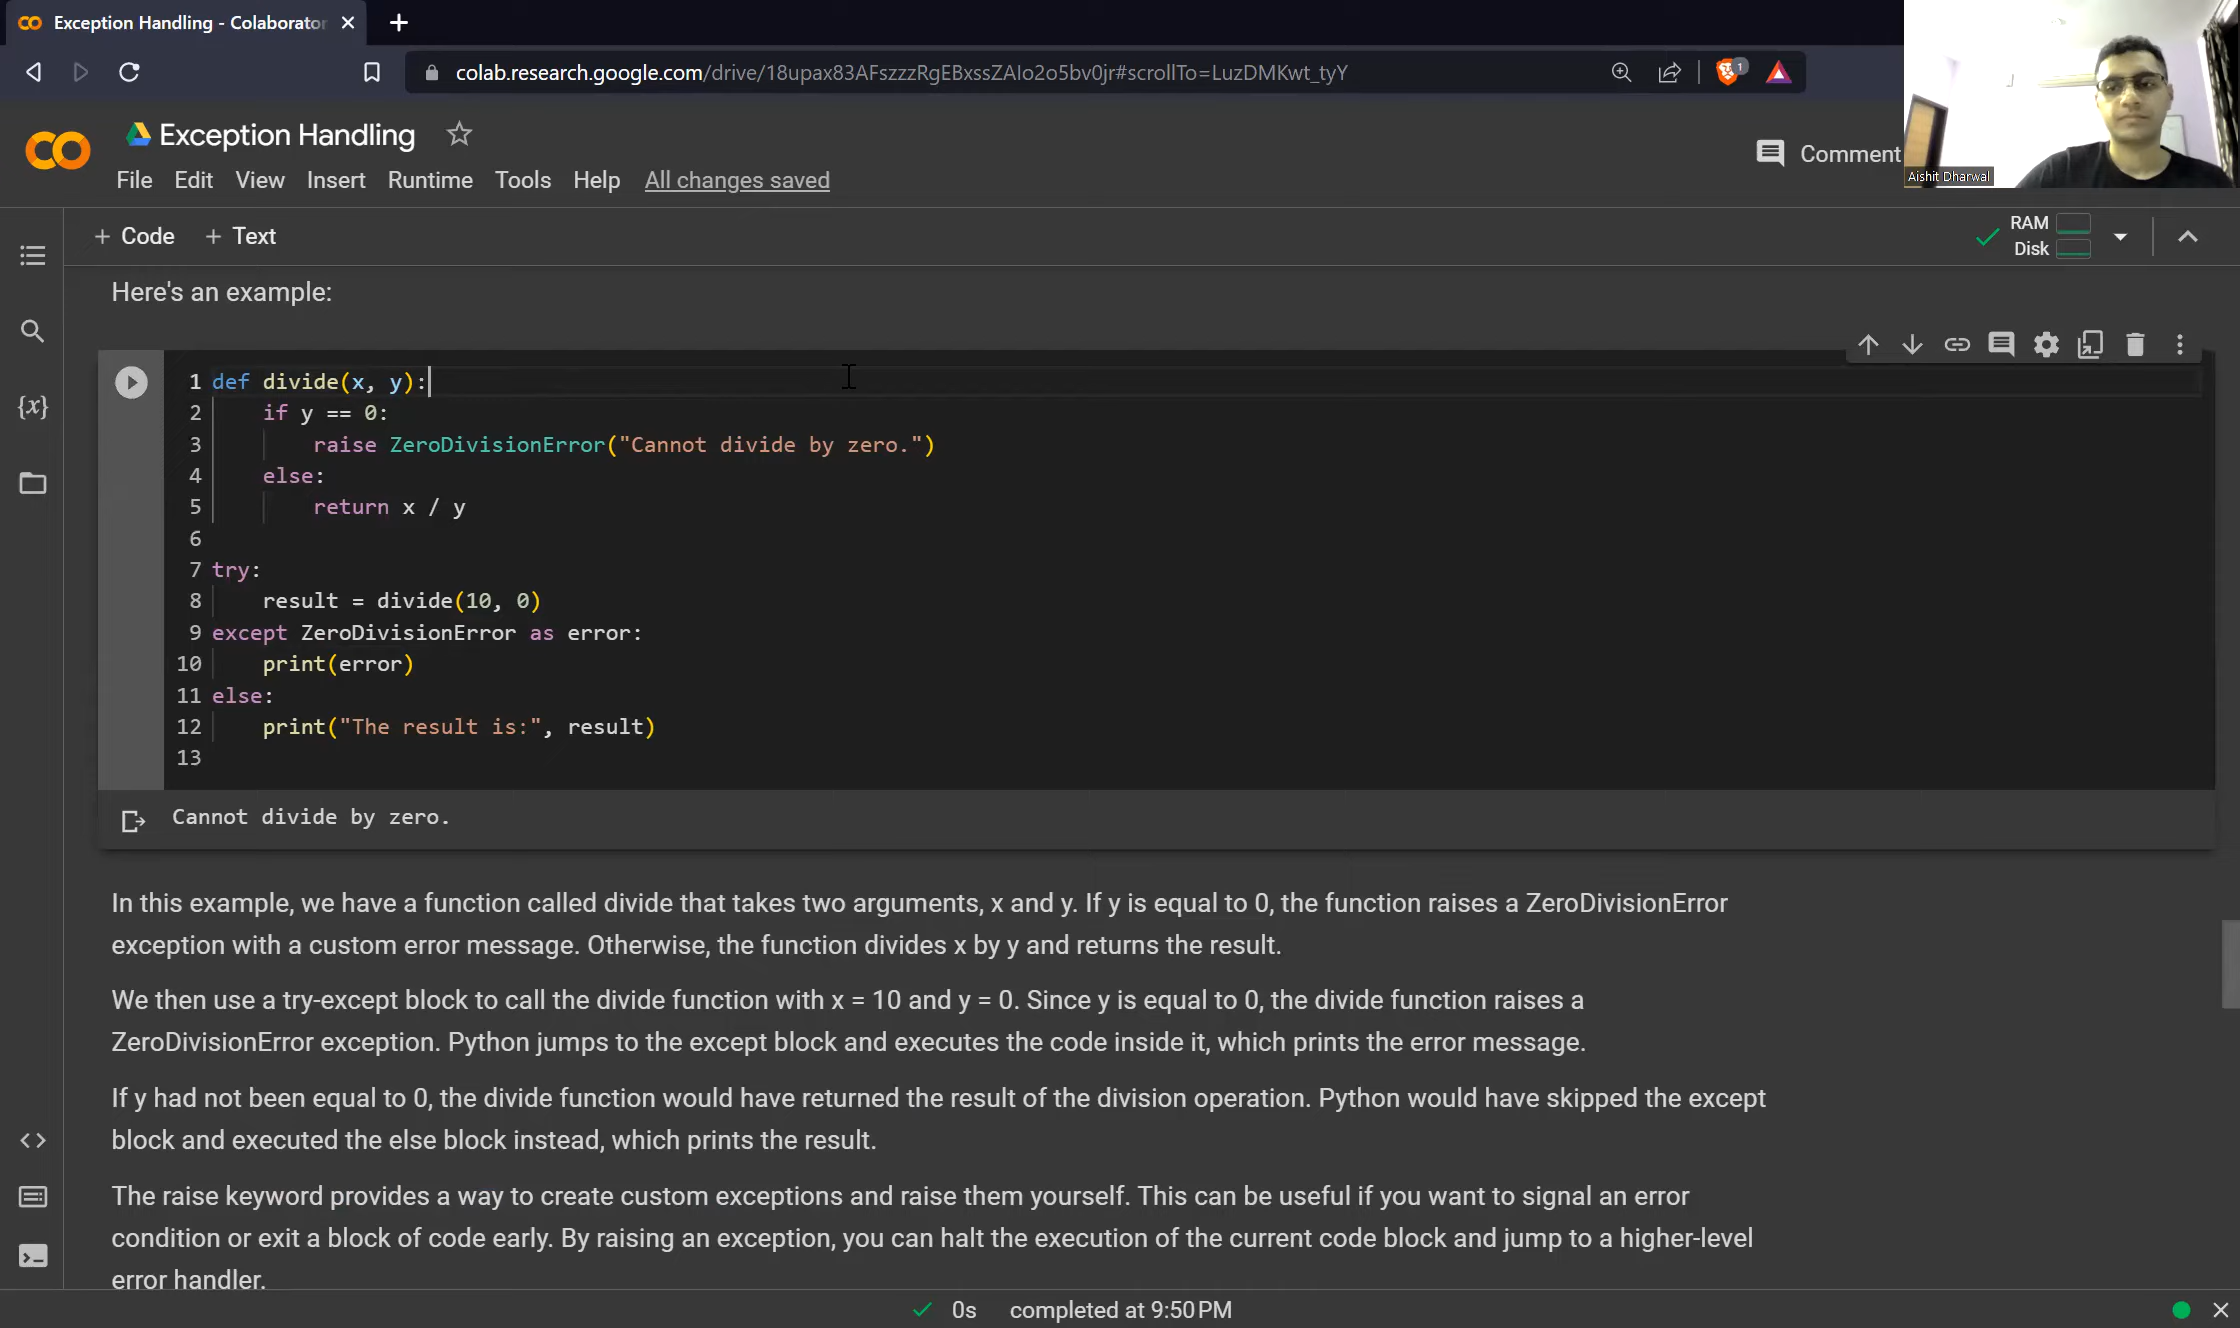 Exception Handling - Colaborator
colab.research.google.com/drive/18upax83AFszzzRgEBxssZAIo2o5bv0jr#scrollTo=LuzDMKwt_tyY
1
Exception Handling
Comment
Aishit Dharwal
File Edit View Insert Runtime Tools Help All changes saved
+ Code + Text
RAM
Disk
Here's an example:
1 def divide(x, y):
2     if y == 0:
3         raise ZeroDivisionError("Cannot divide by zero.")
4     else:
5         return x / y
6
7 try:
8     result = divide(10, 0)
9 except ZeroDivisionError as error:
10     print(error)
11 else:
12     print("The result is:", result)
13
Cannot divide by zero.
In this example, we have a function called divide that takes two arguments, x and y. If y is equal to 0, the function raises a ZeroDivisionError
exception with a custom error message. Otherwise, the function divides x by y and returns the result.
We then use a try-except block to call the divide function with x = 10 and y = 0. Since y is equal to 0, the divide function raises a
ZeroDivisionError exception. Python jumps to the except block and executes the code inside it, which prints the error message.
If y had not been equal to 0, the divide function would have returned the result of the division operation. Python would have skipped the except
block and executed the else block instead, which prints the result.
The raise keyword provides a way to create custom exceptions and raise them yourself. This can be useful if you want to signal an error
condition or exit a block of code early. By raising an exception, you can halt the execution of the current code block and jump to a higher-level
error handler.
0s completed at 9:50 PM